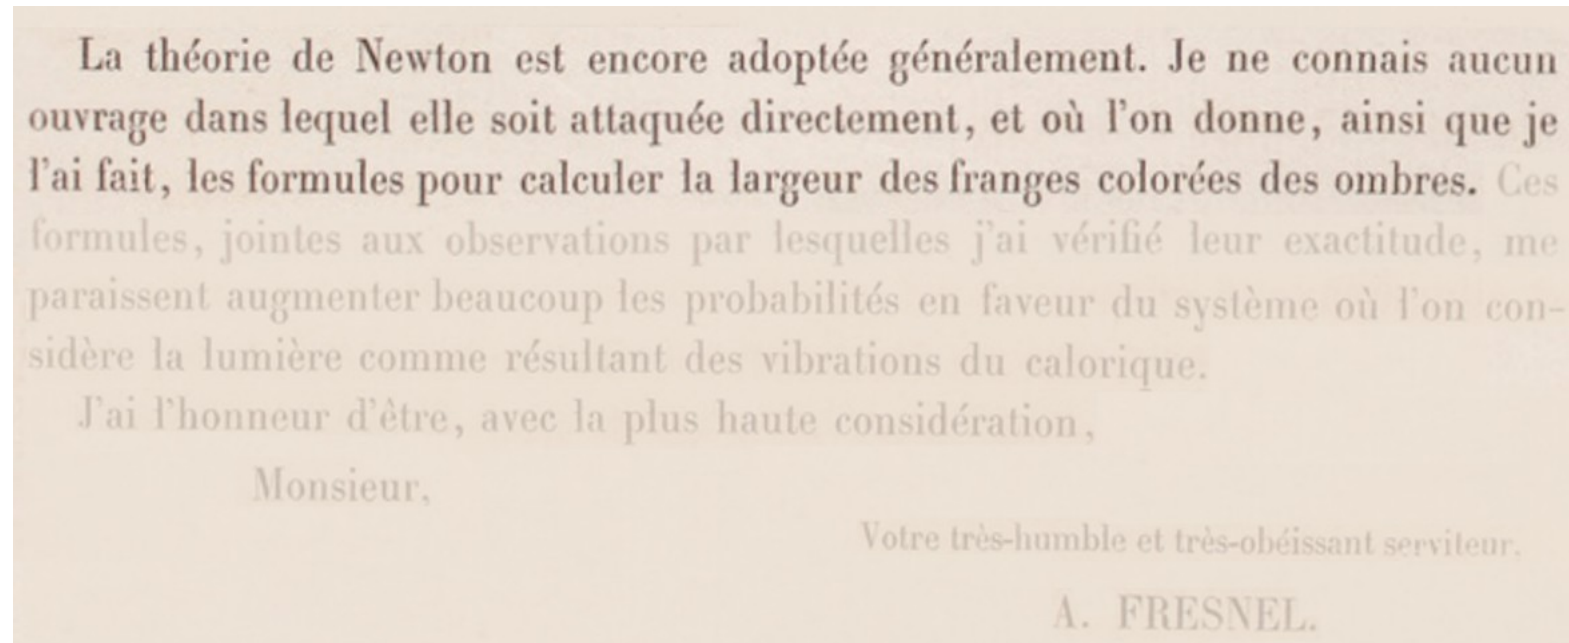 La théorie de Newton est encore adoptée généralement. Je ne connais aucun
ouvrage dans lequel elle soit attaquée directement, et où l'on donne, ainsi que je
l'ai fait, les formules pour calculer la largeur des franges colorées des ombres. Ces
formules, jointes aux observations par lesquelles j'ai vérifié leur exactitude, me
paraissent augmenter beaucoup les probabilités en faveur du système où l'on con-
sidère la lumière comme résultant des vibrations du calorique.
J'ai l'honneur d'être, avec la plus haute considération,
Monsieur,
Votre très-humble et très-obéissant serviteur.
A. FRESNEL.